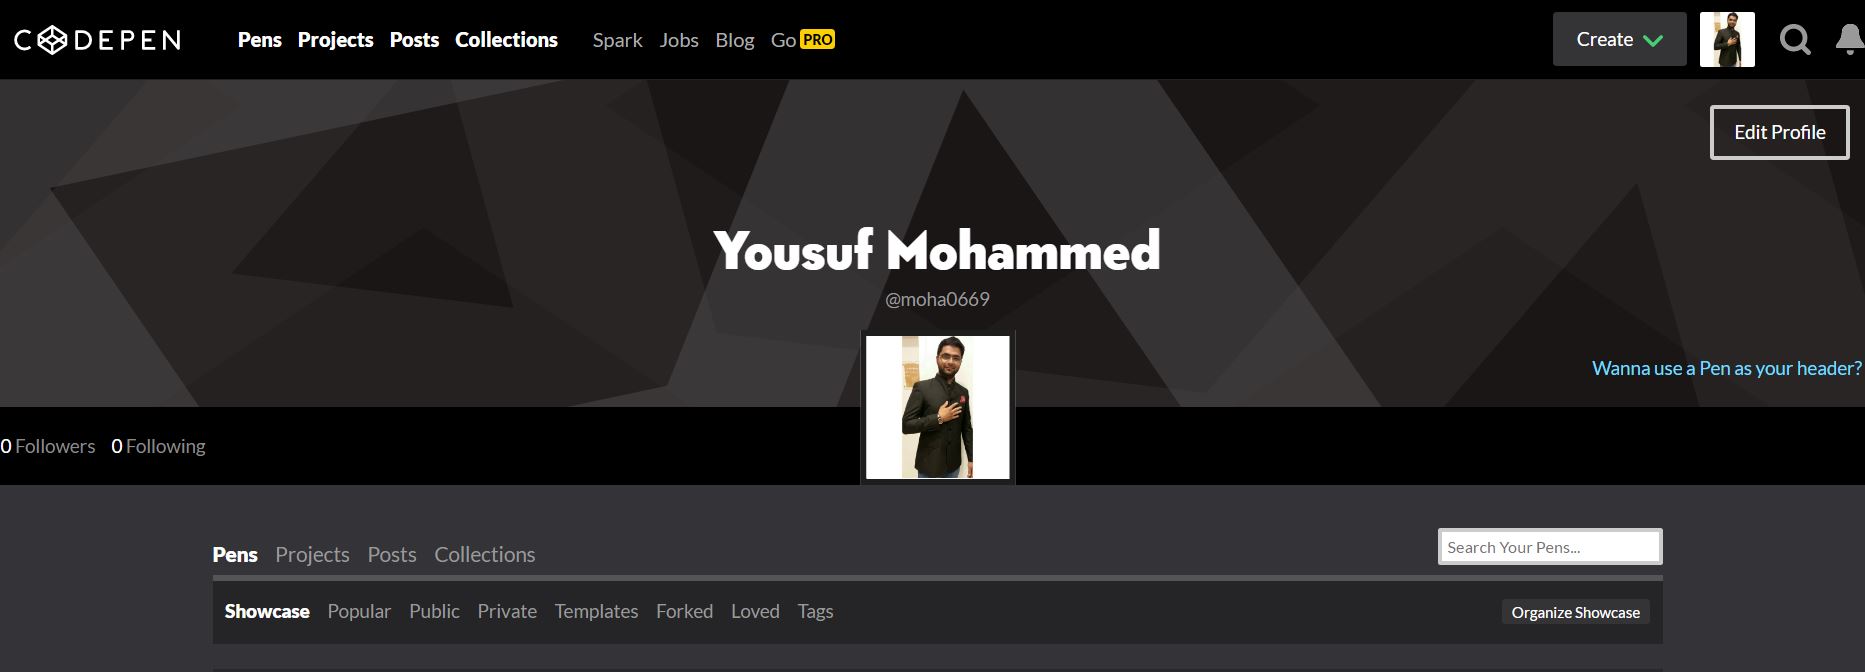 CODEPEN Pens Projects Posts Collections Spark Jobs Blog Go PRO Create
Edit Profile
Yousuf Mohammed
@moha0669
Wanna use a Pen as your header?
0 Followers 0 Following
Pens Projects Posts Collections Search Your Pens...
Showcase Popular Public Private Templates Forked Loved Tags Organize Showcase